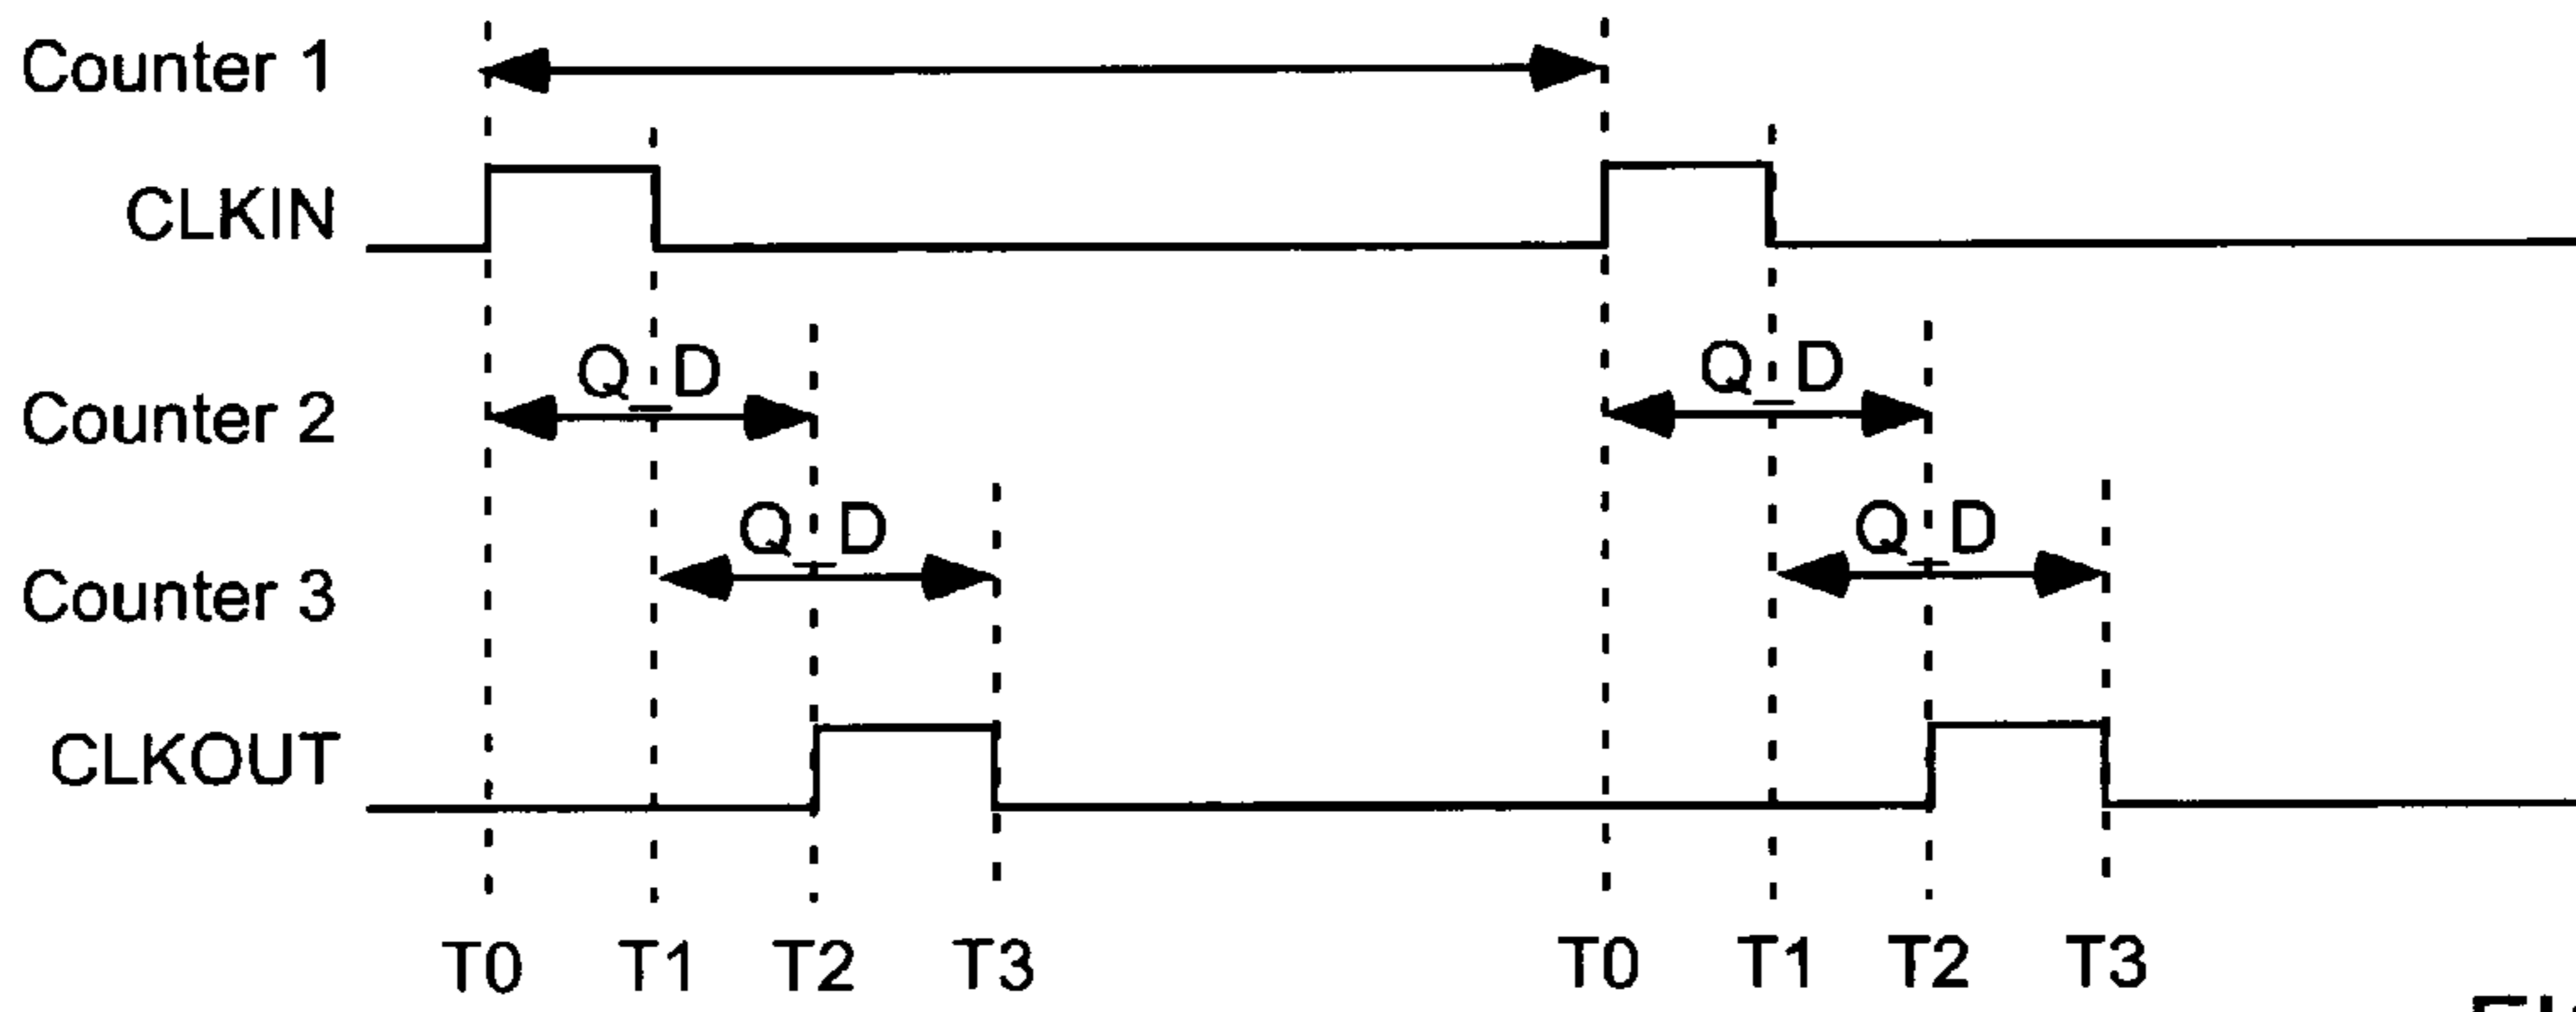 Counter 1
CLKIN
Q_D Q_D
Counter 2
Q_D Q_D
Counter 3
CLKOUT
T0 T1 T2 T3 T0 T1 T2 T3